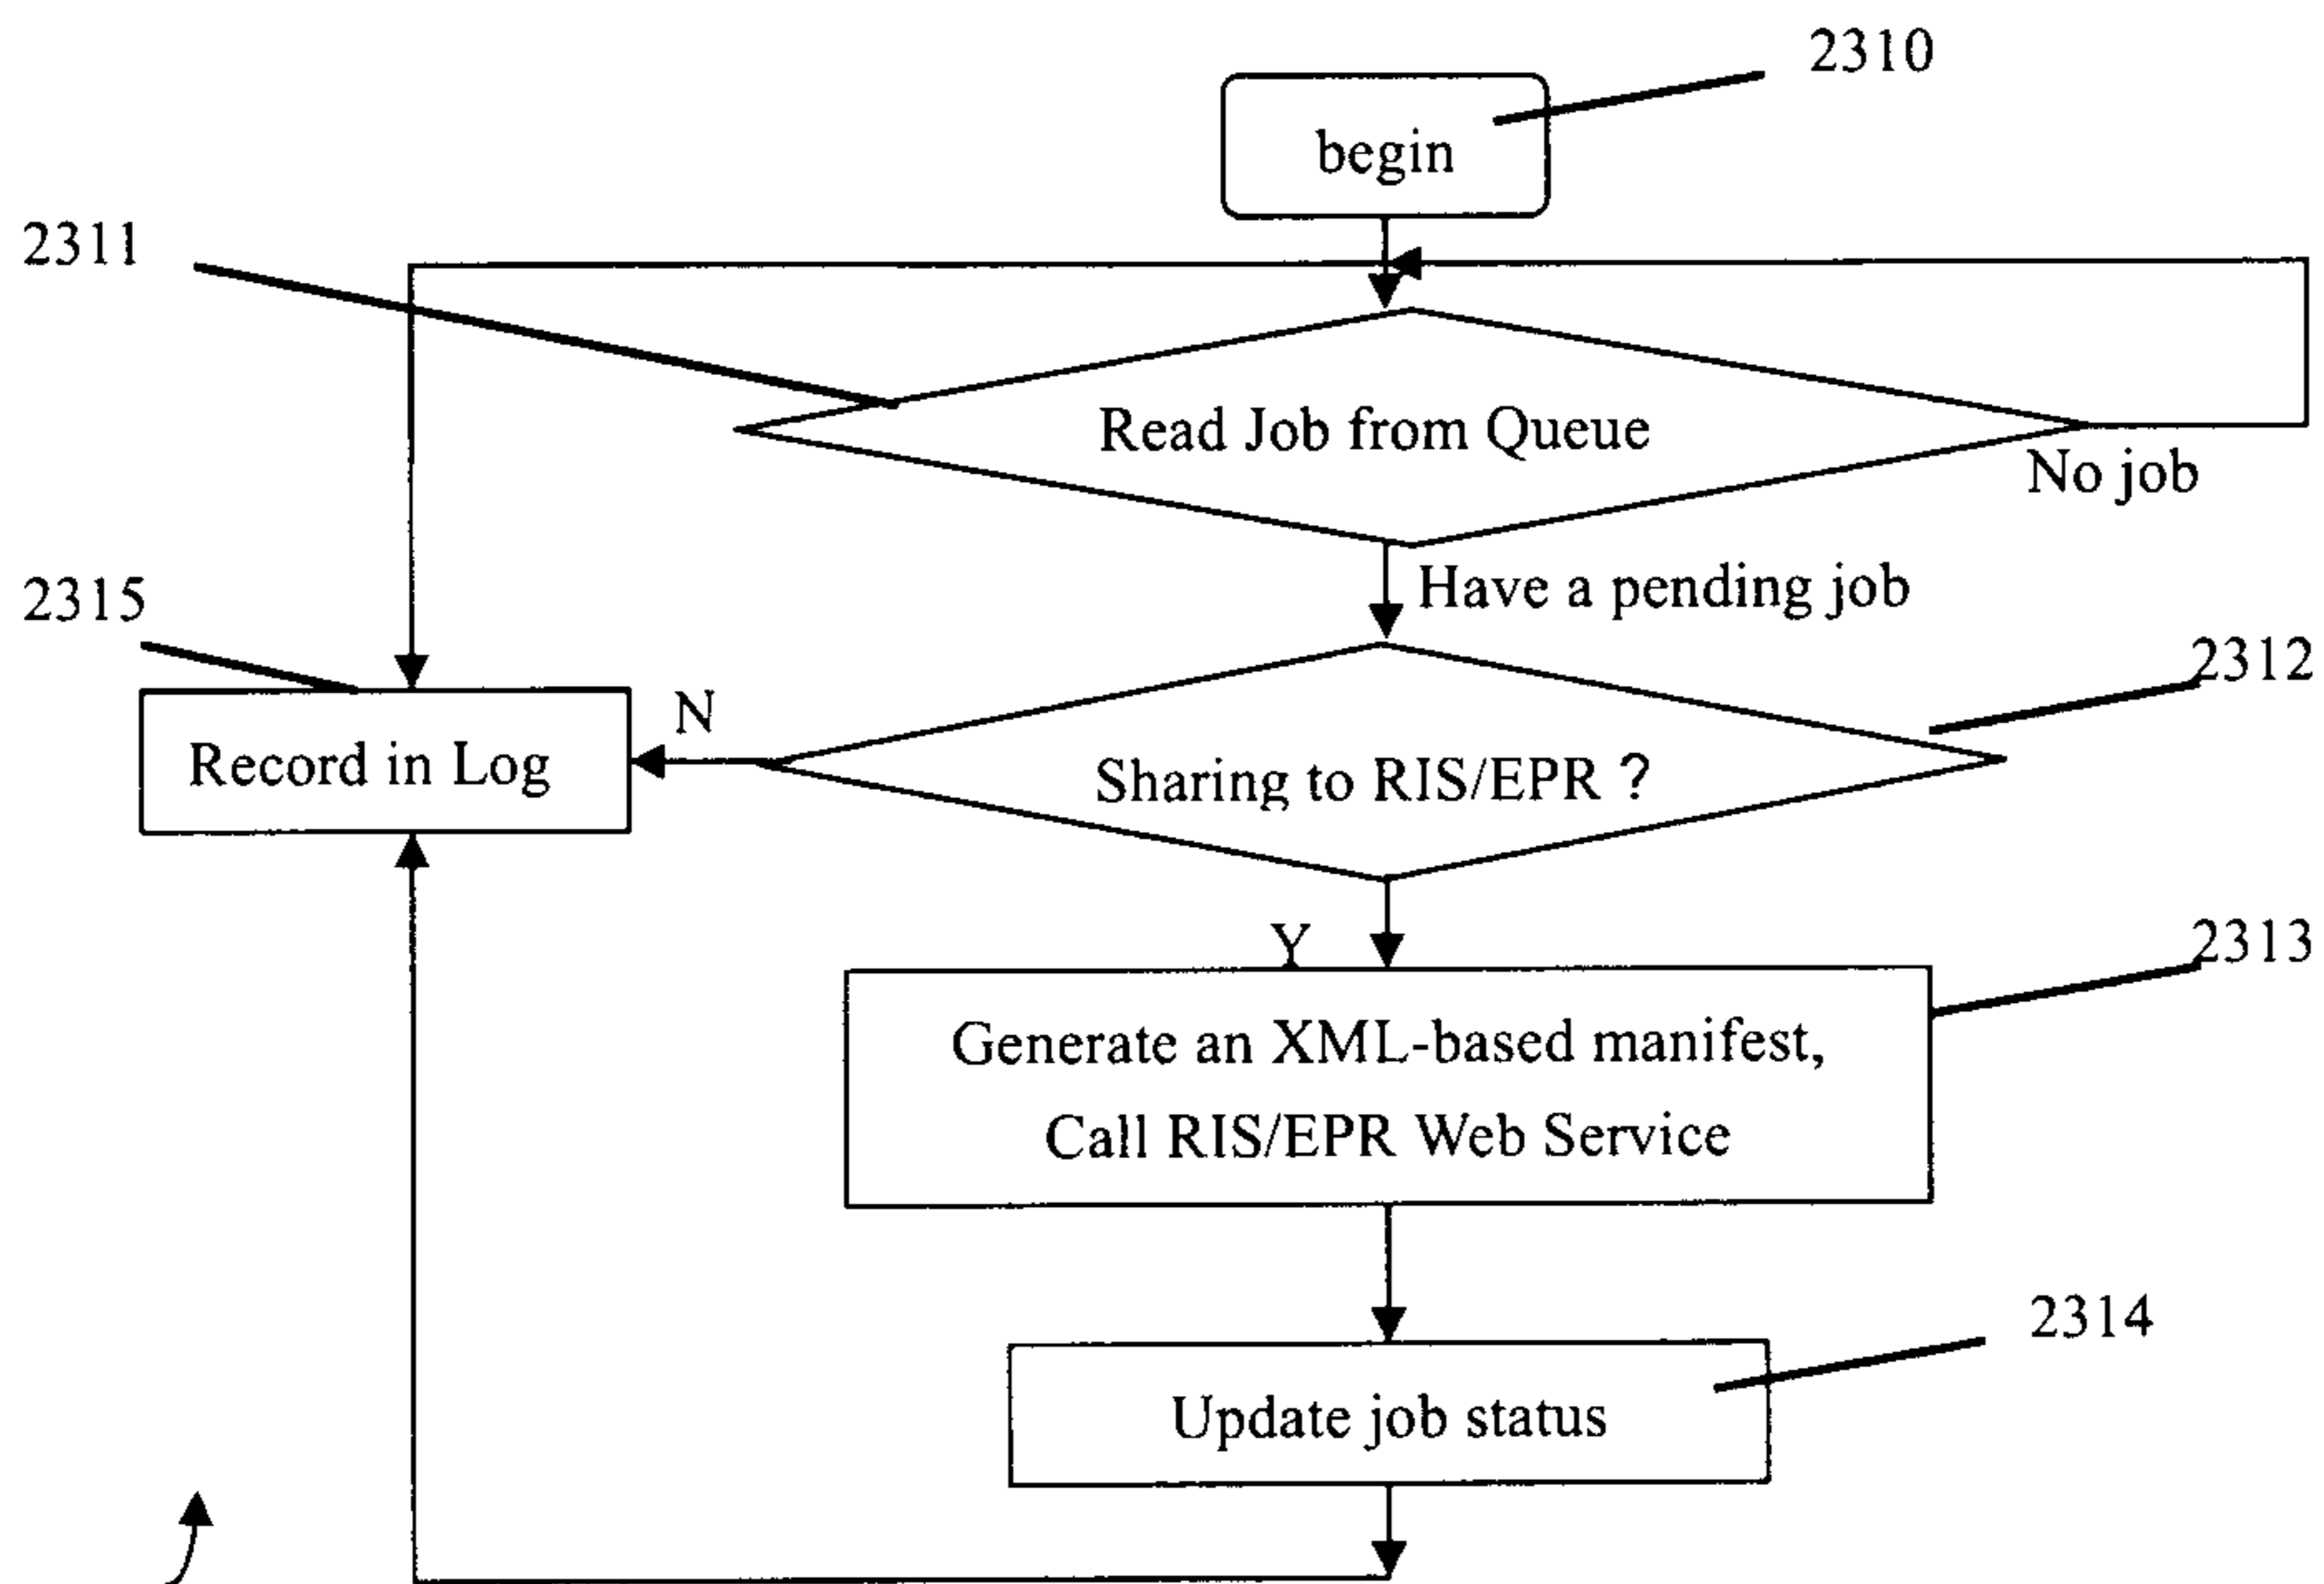 2310
begin
2311
Read Job from Queue
No job
Have a pending job
2315
2312
N
Record in Log
Sharing to RIS/EPR ?
Y
2313
Generate an XML-based manifest,
Call RIS/EPR Web Service
2314
Update job status